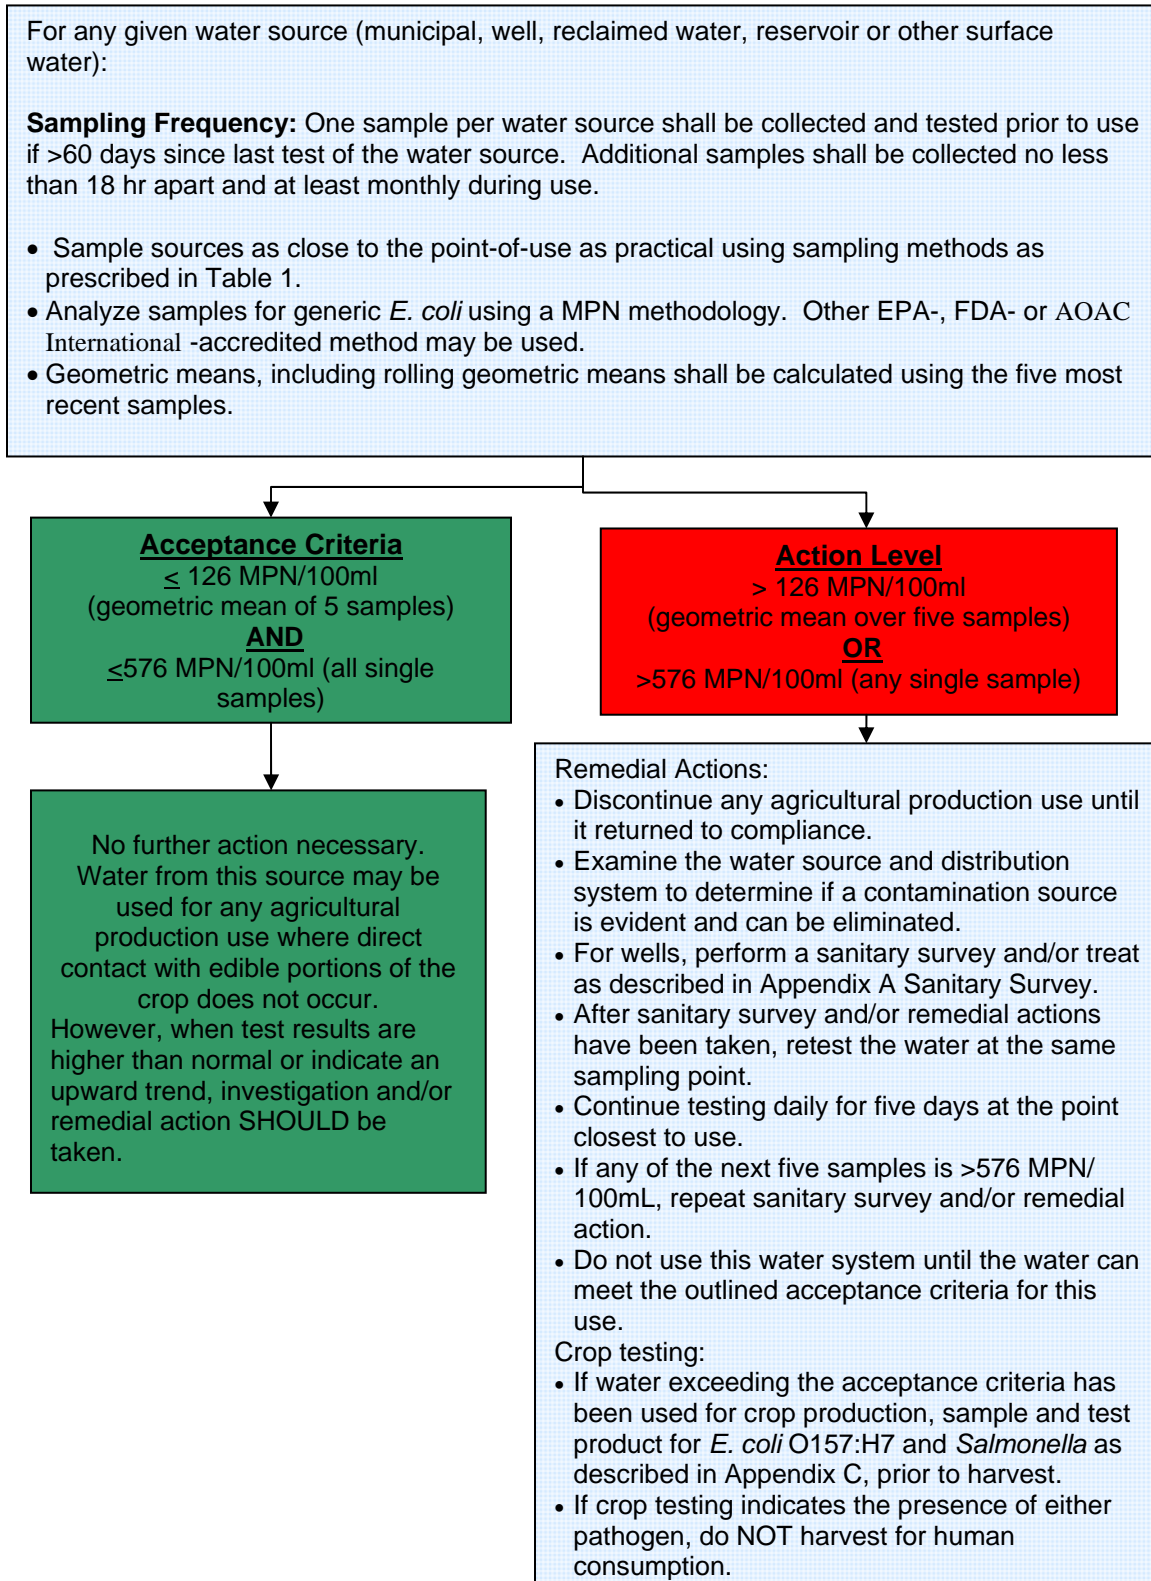 For any given water source (municipal, well, reclaimed water, reservoir or other surface
water):
Sampling Frequency: One sample per water source shall be collected and tested prior to use
if >60 days since last test of the water source.  Additional samples shall be collected no less
than 18 hr apart and at least monthly during use.
• Sample sources as close to the point-of-use as practical using sampling methods as
prescribed in Table 1.
• Analyze samples for generic E. coli using a MPN methodology.  Other EPA-, FDA- or AOAC
International -accredited method may be used.
• Geometric means, including rolling geometric means shall be calculated using the five most
recent samples.
Acceptance Criteria
≤ 126 MPN/100ml
(geometric mean of 5 samples)
AND
≤576 MPN/100ml (all single
samples)
Action Level
> 126 MPN/100ml
(geometric mean over five samples)
OR
>576 MPN/100ml (any single sample)
No further action necessary.
Water from this source may be
used for any agricultural
production use where direct
contact with edible portions of the
crop does not occur.
However, when test results are
higher than normal or indicate an
upward trend, investigation and/or
remedial action SHOULD be
taken.
Remedial Actions:
• Discontinue any agricultural production use until
it returned to compliance.
• Examine the water source and distribution
system to determine if a contamination source
is evident and can be eliminated.
• For wells, perform a sanitary survey and/or treat
as described in Appendix A Sanitary Survey.
• After sanitary survey and/or remedial actions
have been taken, retest the water at the same
sampling point.
• Continue testing daily for five days at the point
closest to use.
• If any of the next five samples is >576 MPN/
100mL, repeat sanitary survey and/or remedial
action.
• Do not use this water system until the water can
meet the outlined acceptance criteria for this
use.
Crop testing:
• If water exceeding the acceptance criteria has
been used for crop production, sample and test
product for E. coli O157:H7 and Salmonella as
described in Appendix C, prior to harvest.
• If crop testing indicates the presence of either
pathogen, do NOT harvest for human
consumption.